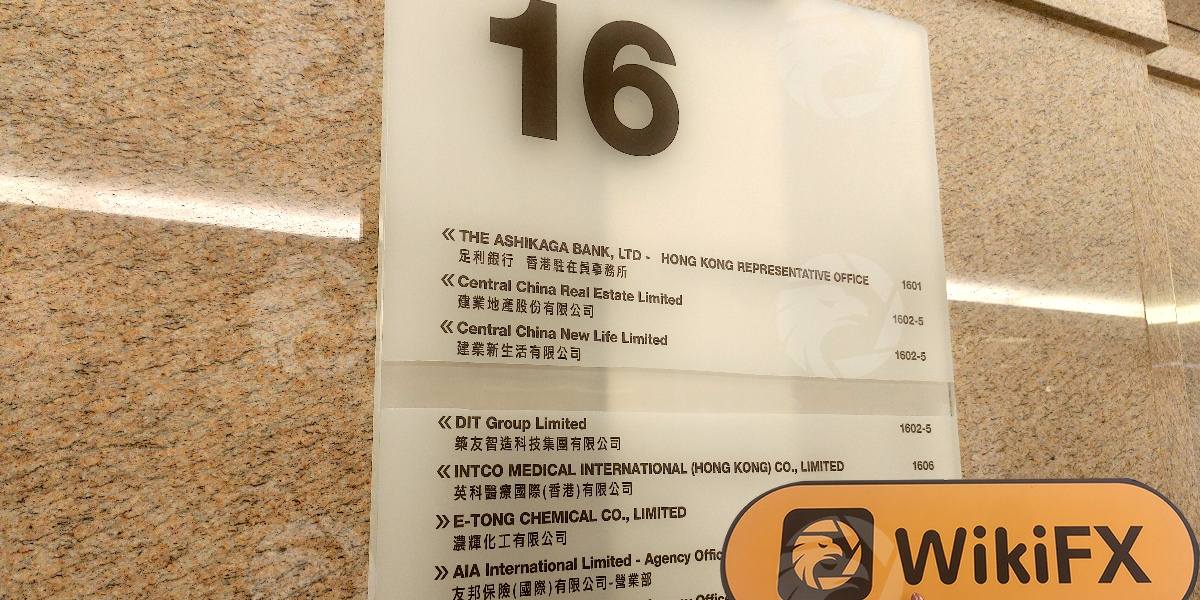 16
« THE ASHIKAGA BANK, LTD - HONG KONG REPRESENTATIVE OFFICE 1601
足利銀行 香港駐在員事務所
« Central China Real Estate Limited 1602-5
建業地產股份有限公司
« Central China New Life Limited 1602-5
建業新生活有限公司
« DIT Group Limited 1602-5
築友智造科技集團有限公司
« INTCO MEDICAL INTERNATIONAL (HONG KONG) CO., LIMITED 1606
英科醫療國際(香港)有限公司
» E-TONG CHEMICAL CO., LIMITED
濃輝化工有限公司
» AIA International Limited - Agency Offic
友邦保險(國際)有限公司-營業部
WikiFX